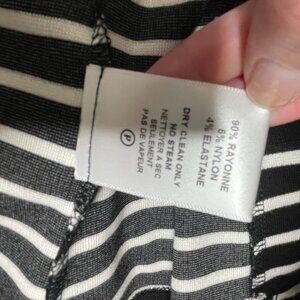 90% RAYONNE
6% NYLON
4% ELASTANE
DRY CLEAN ONLY
NO STEAM
NETTOYER A SEC
SEULEMENT
PAS DE VAPEUR
P